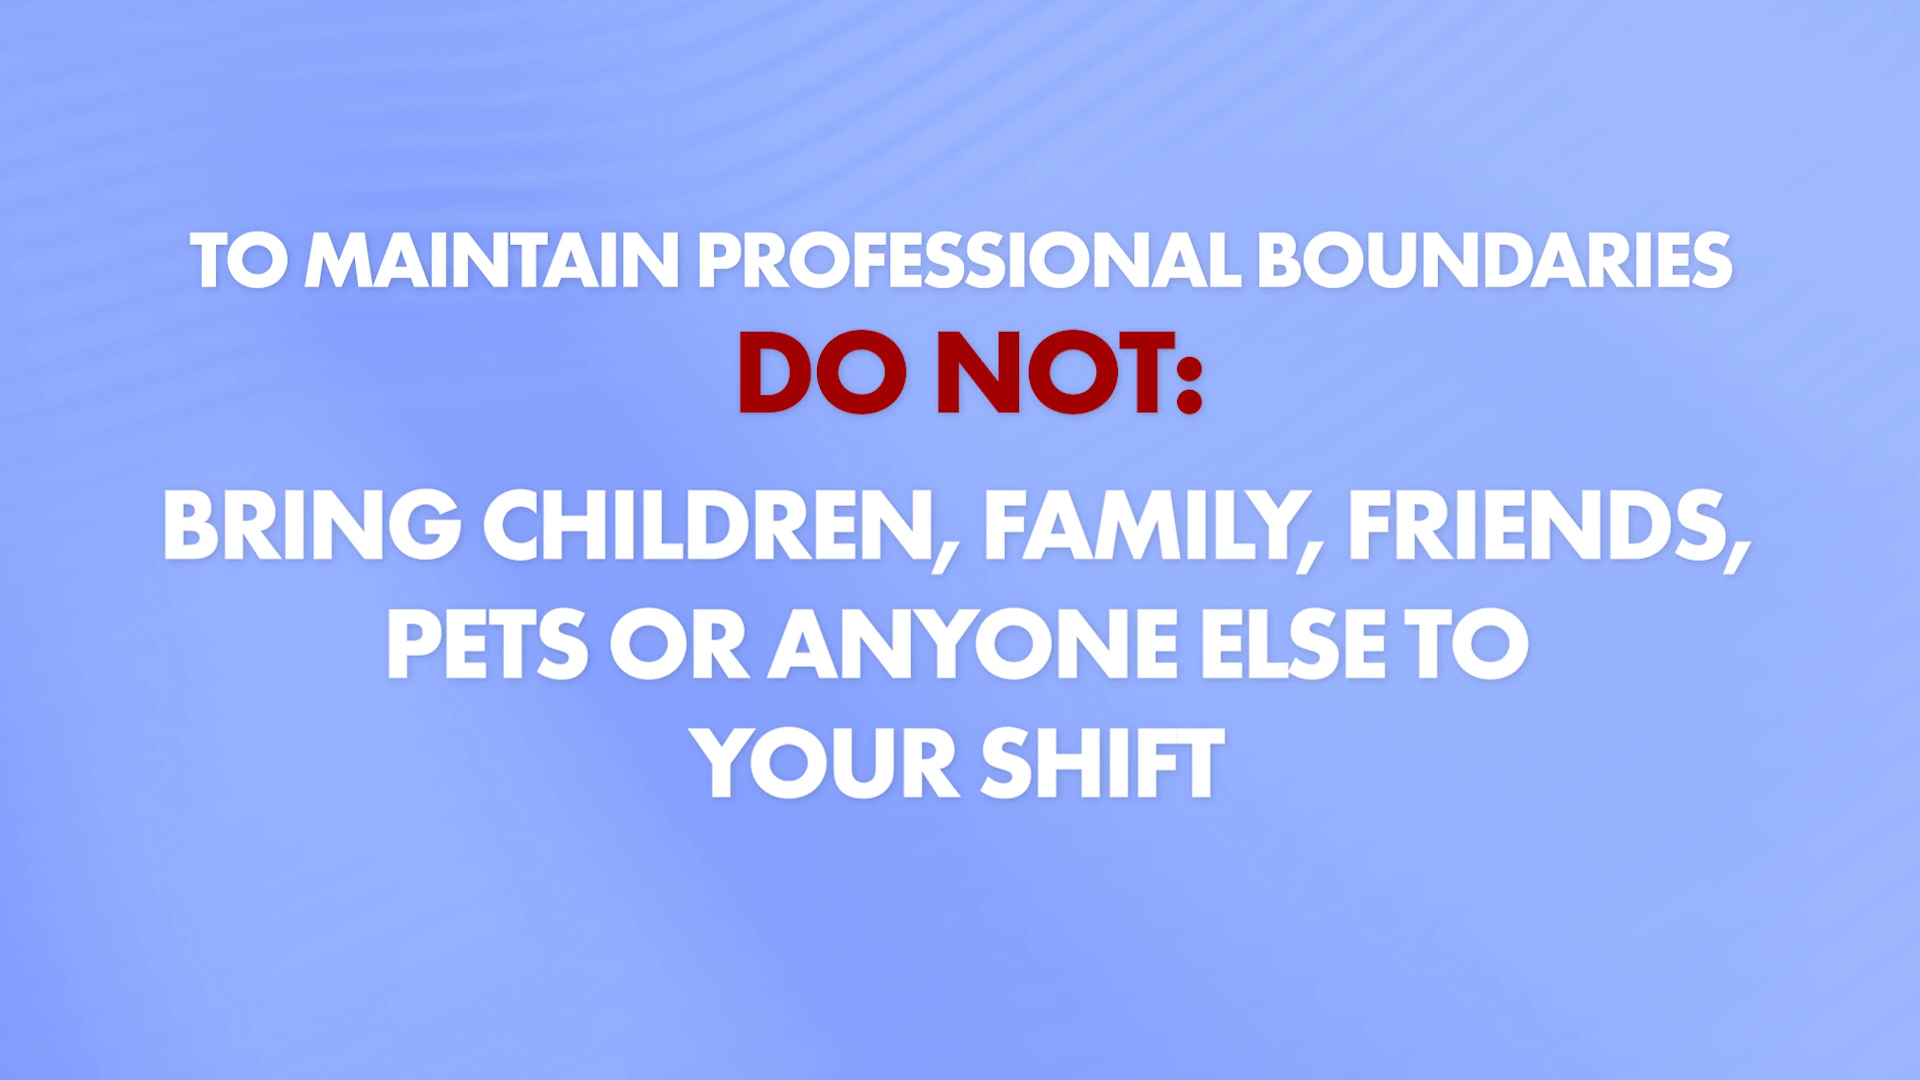 TO MAINTAIN PROFESSIONAL BOUNDARIES
DO NOT:
BRING CHILDREN, FAMILY, FRIENDS,
PETS OR ANYONE ELSE TO
YOUR SHIFT